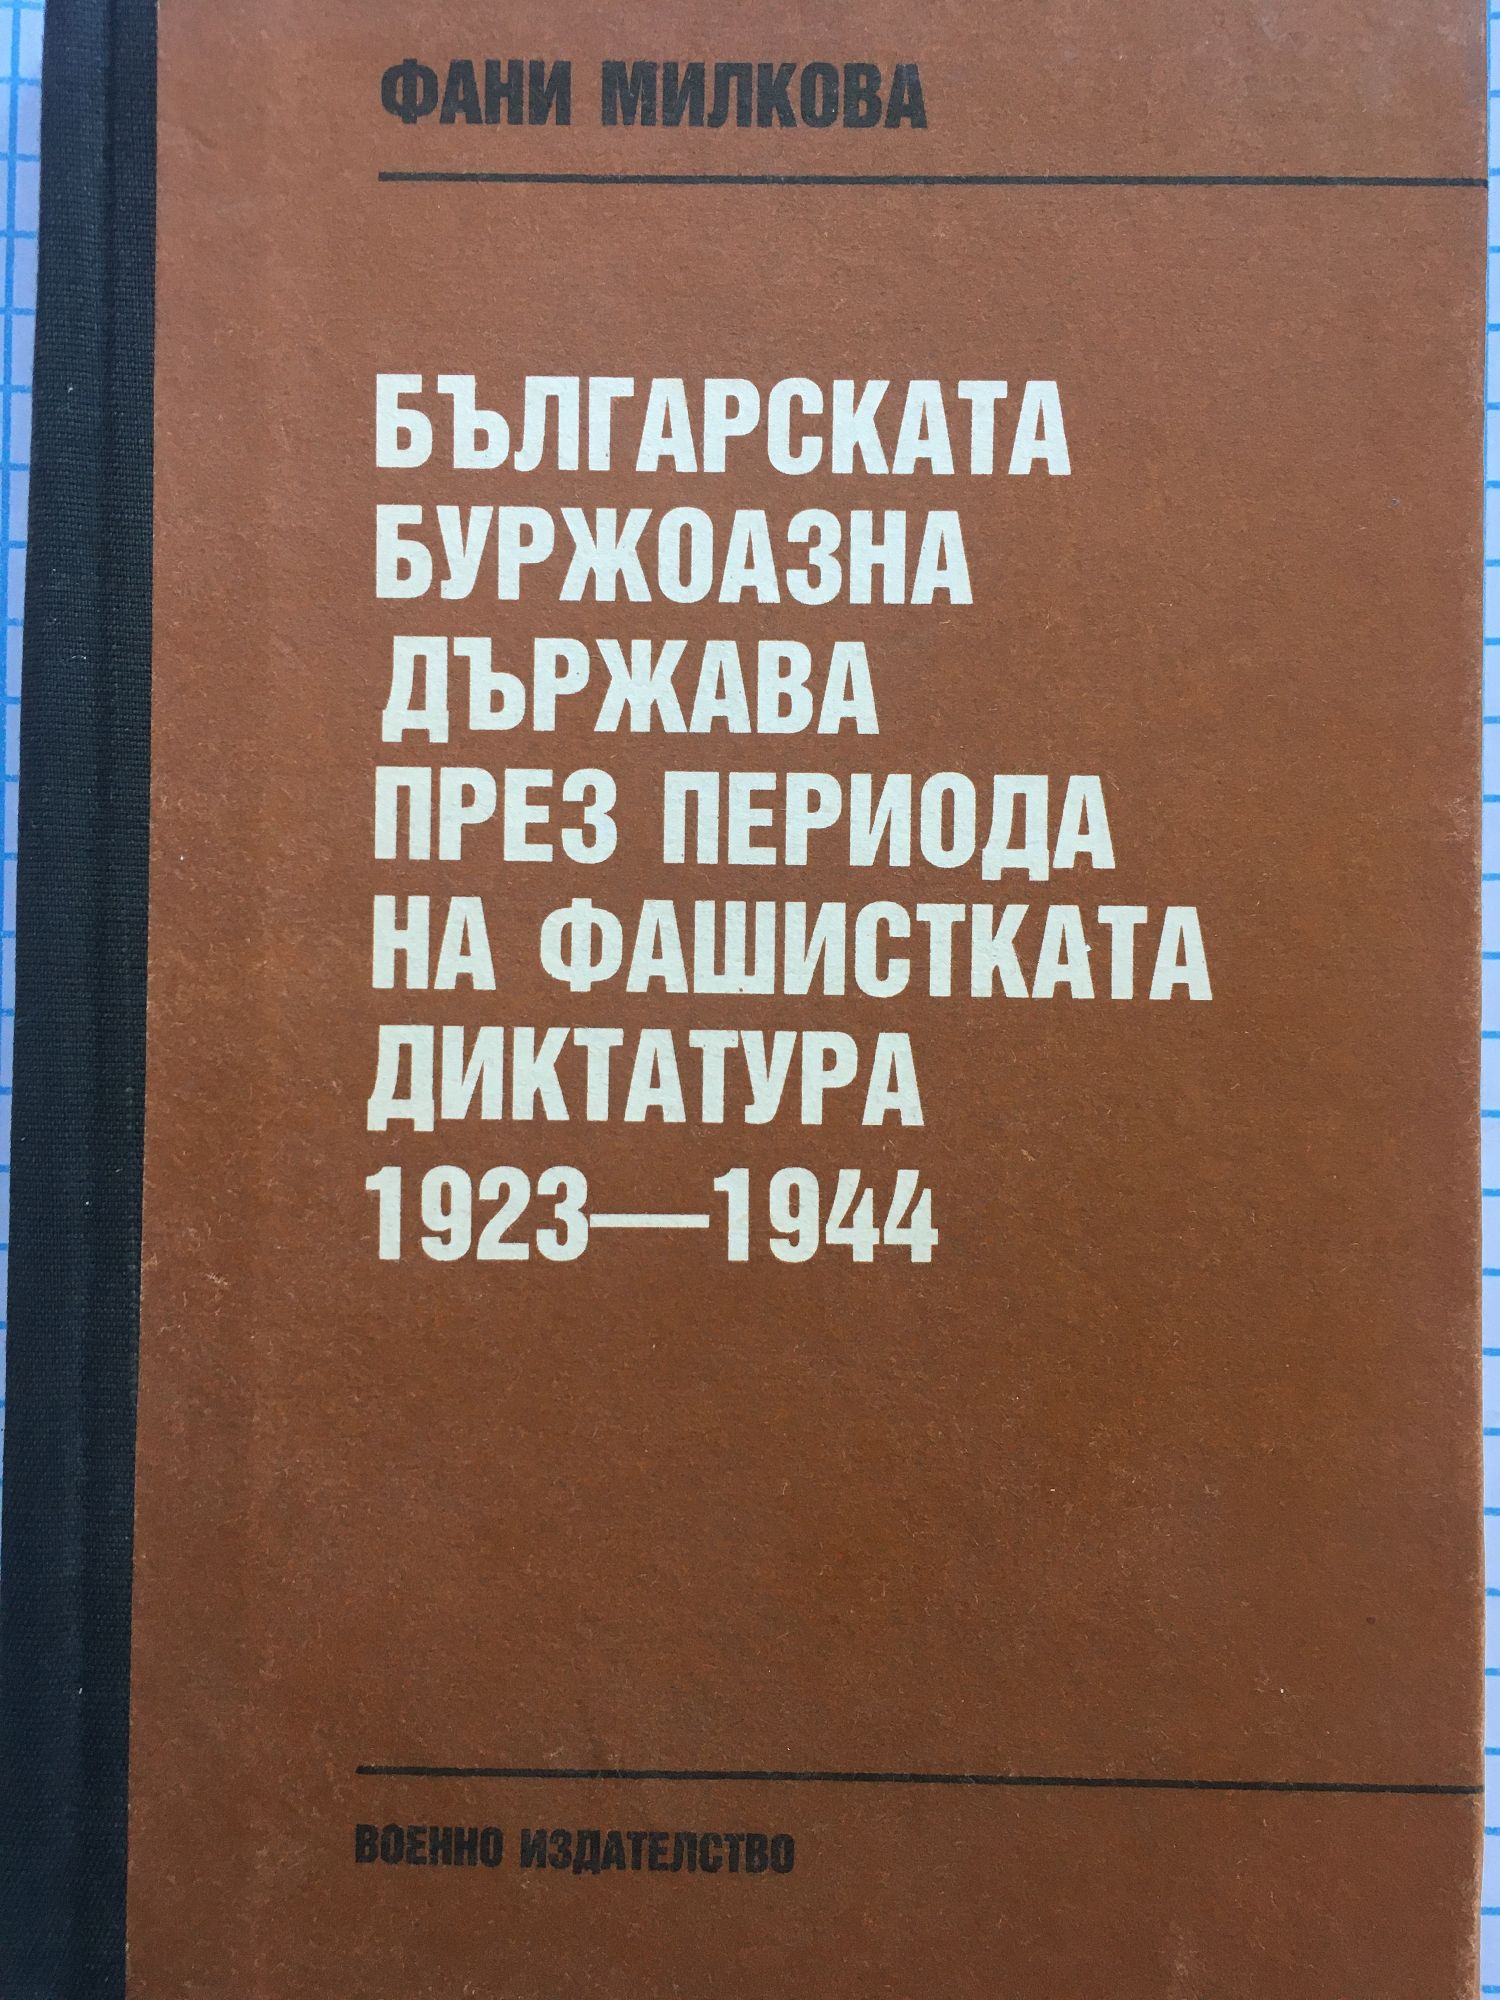 ФАНИ МИЛКОВА
БЪЛГАРСКАТА
БУРЖОАЗНА
ДЪРЖАВА
ПРЕЗ ПЕРИОДА
НА ФАШИСТКАТА
ДИКТАТУРА
1923—1944
ВОЕННО ИЗДАТЕЛСТВО